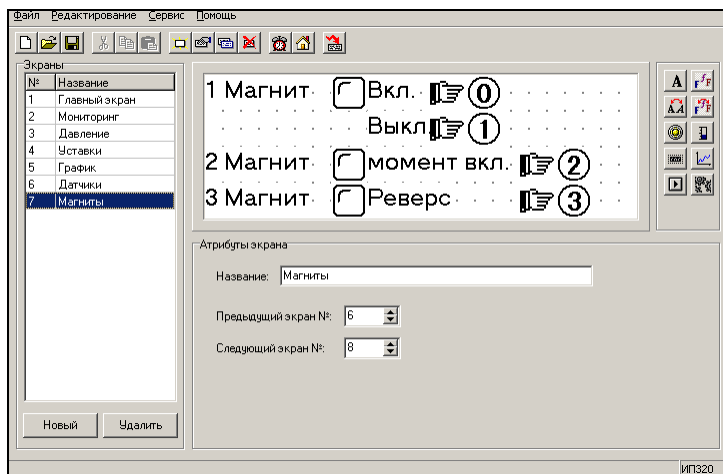 Файл Редактирование Сервис Помощь
Экраны
№ Название
1 Главный экран
2 Мониторинг
3 Давление
4 Уставки
5 График
6 Датчики
7 Магниты
Новый Удалить
1 Магнит Вкл. 0
Выкл 1
2 Магнит момент вкл. 2
3 Магнит Реверс 3
Атрибуты экрана
Название: Магниты
Предыдущий экран №: 6
Следующий экран №: 8
ИП320